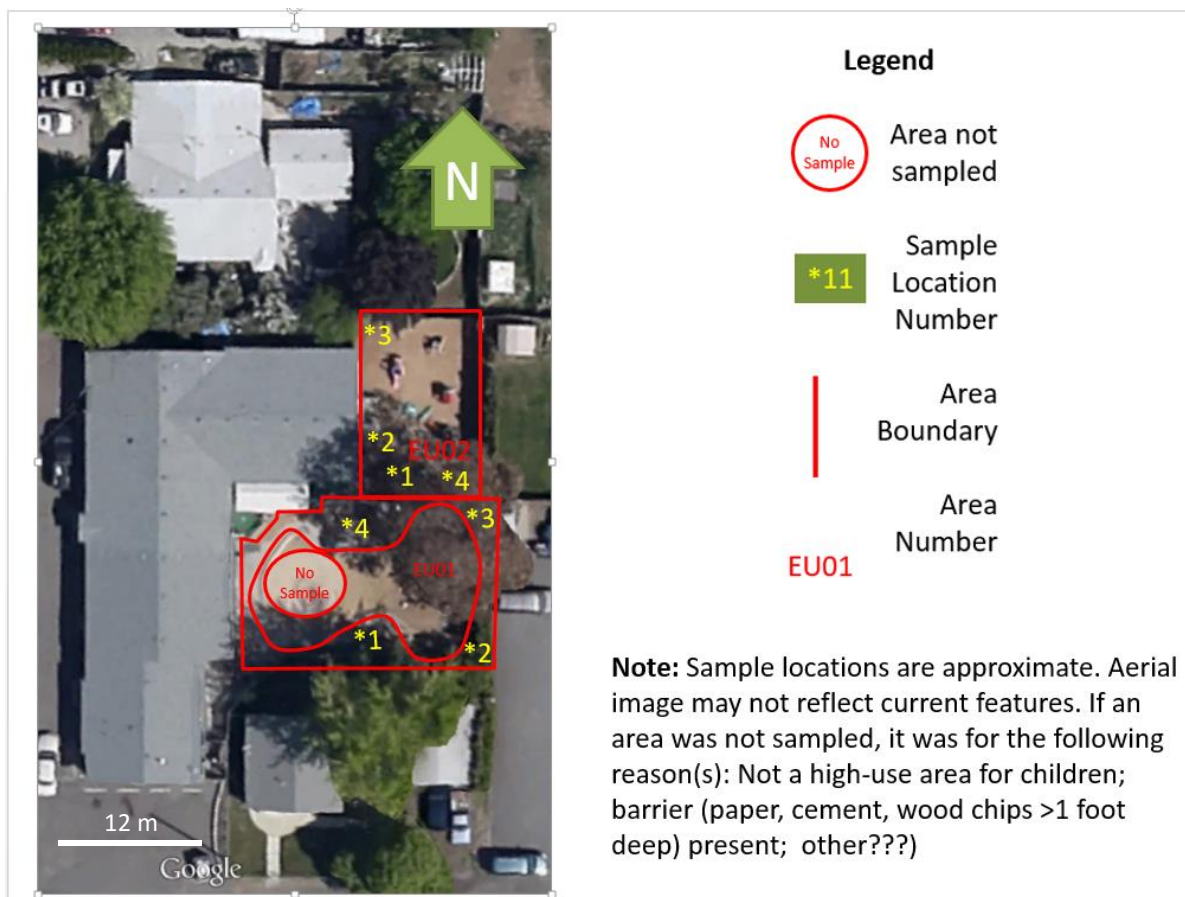 N
*3
*2
EU02
*1
*4
*3
*4
EU01
No
Sample
*1
*2
12 m
Google
Legend
No
Sample
Area not
sampled
*11
Sample
Location
Number
Area
Boundary
Area
Number
EU01
Note: Sample locations are approximate. Aerial
image may not reflect current features. If an
area was not sampled, it was for the following
reason(s): Not a high-use area for children;
barrier (paper, cement, wood chips >1 foot
deep) present;  other???)